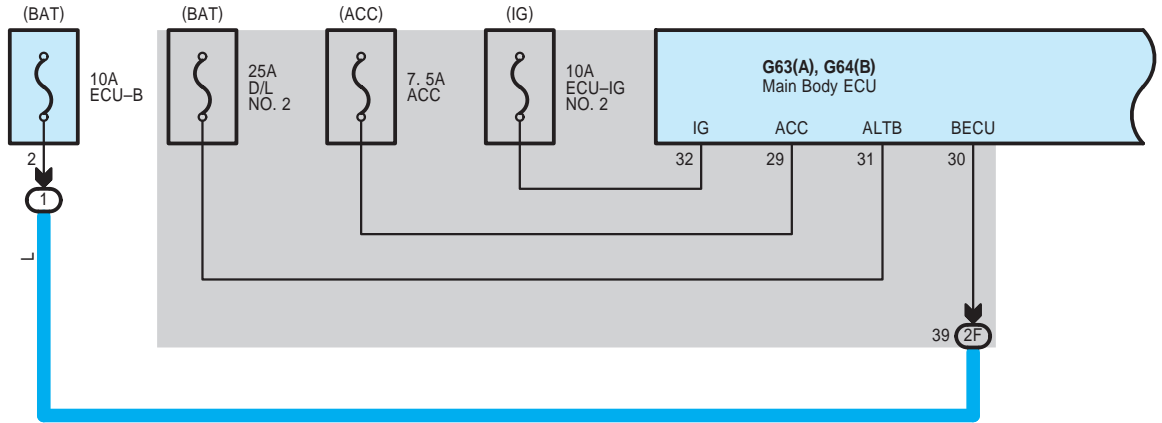 (BAT)
(BAT)
(ACC)
(IG)
10A
ECU–B
25A
D/L
NO. 2
7. 5A
ACC
10A
ECU–IG
NO. 2
G63(A), G64(B)
Main Body ECU
IG
ACC
ALTB
BECU
2
32
29
31
30
1
L
39
2F